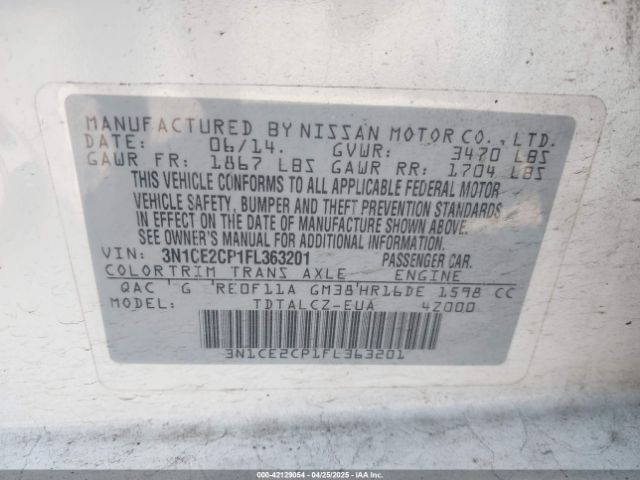 MANUFACTURED BY NISSAN MOTOR CO., LTD.
DATE: 06/14. GVWR: 3470 LBS
GAWR FR: 1867 LBS GAWR RR: 1704 LBS
THIS VEHICLE CONFORMS TO ALL APPLICABLE FEDERAL MOTOR
VEHICLE SAFETY, BUMPER AND THEFT PREVENTION STANDARDS
IN EFFECT ON THE DATE OF MANUFACTURE SHOWN ABOVE.
SEE OWNER'S MANUAL FOR ADDITIONAL INFORMATION.
VIN: 3N1CE2CP1FL363201 PASSENGER CAR.
COLOR TRIM TRANS AXLE ENGINE
QAC ' G 'RE0F11A GM38'HR16DE 1598 CC
MODEL: TDTALCZ-EUA 42000
3N1CE2CP1FL363201
000-42129054 - 04/25/2025 - IAAI.COM